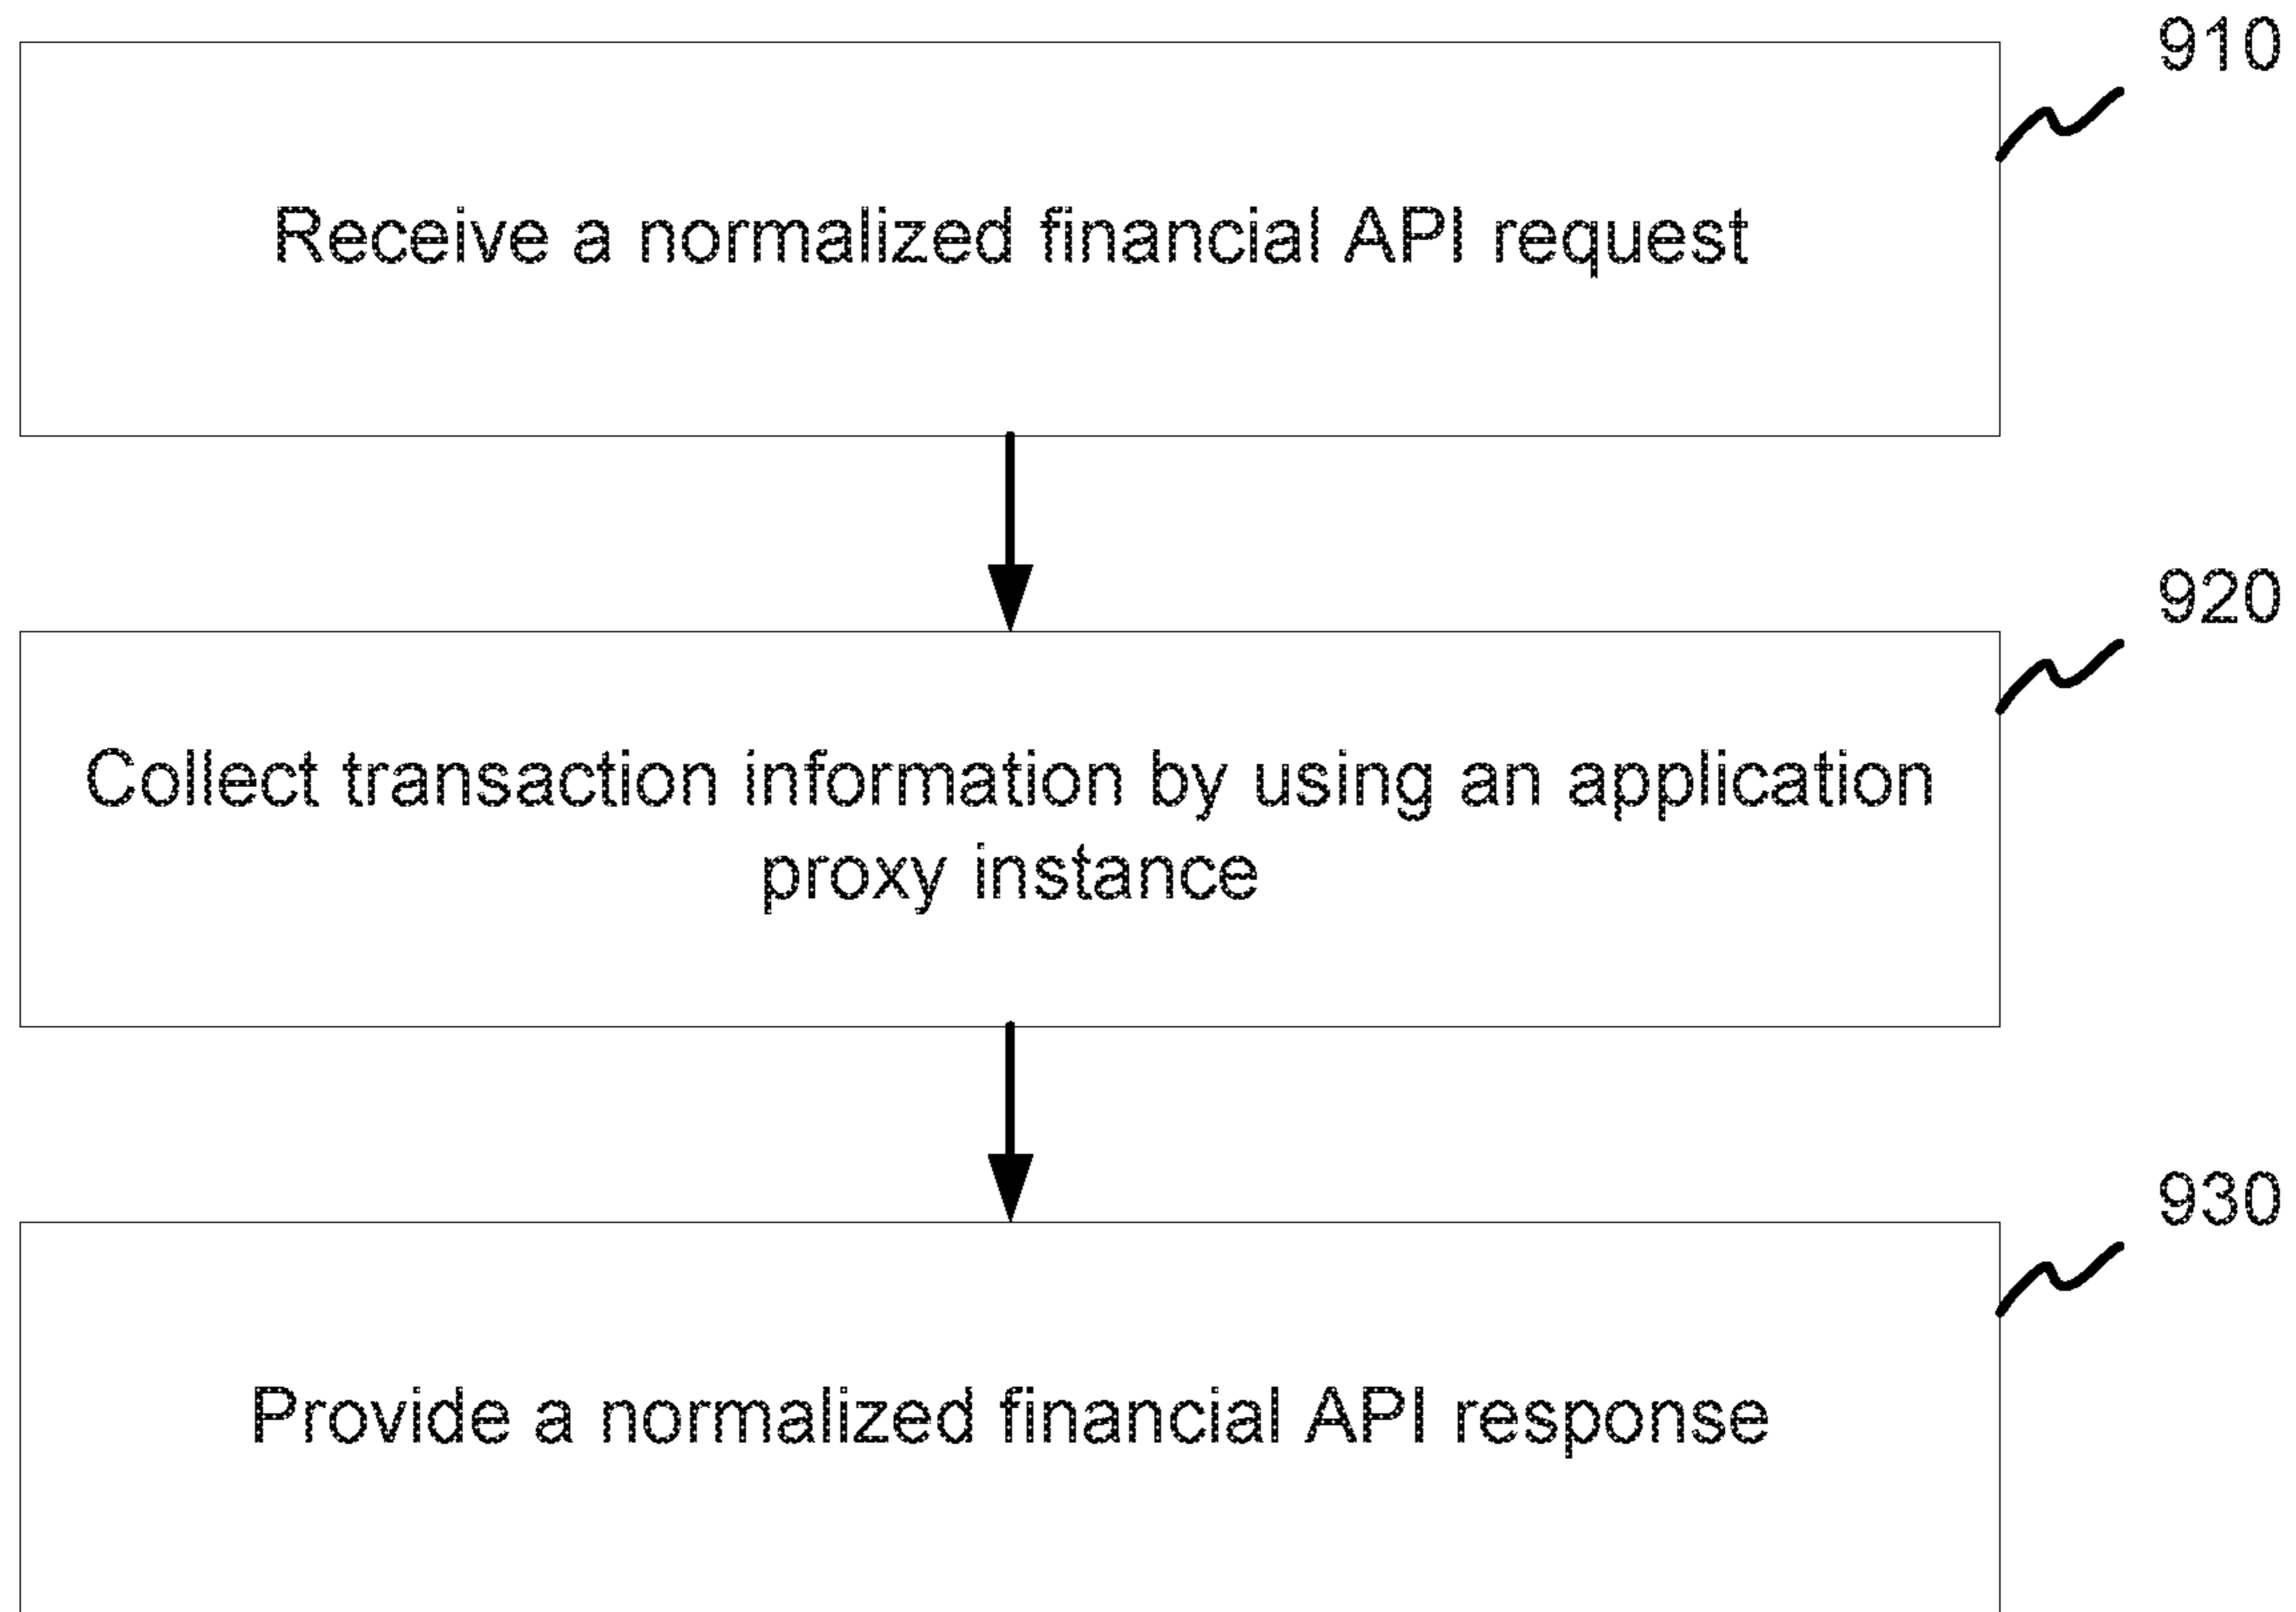 910
Receive a normalized financial API request
920
Collect transaction information by using an application
proxy instance
930
Provide a normalized financial API response